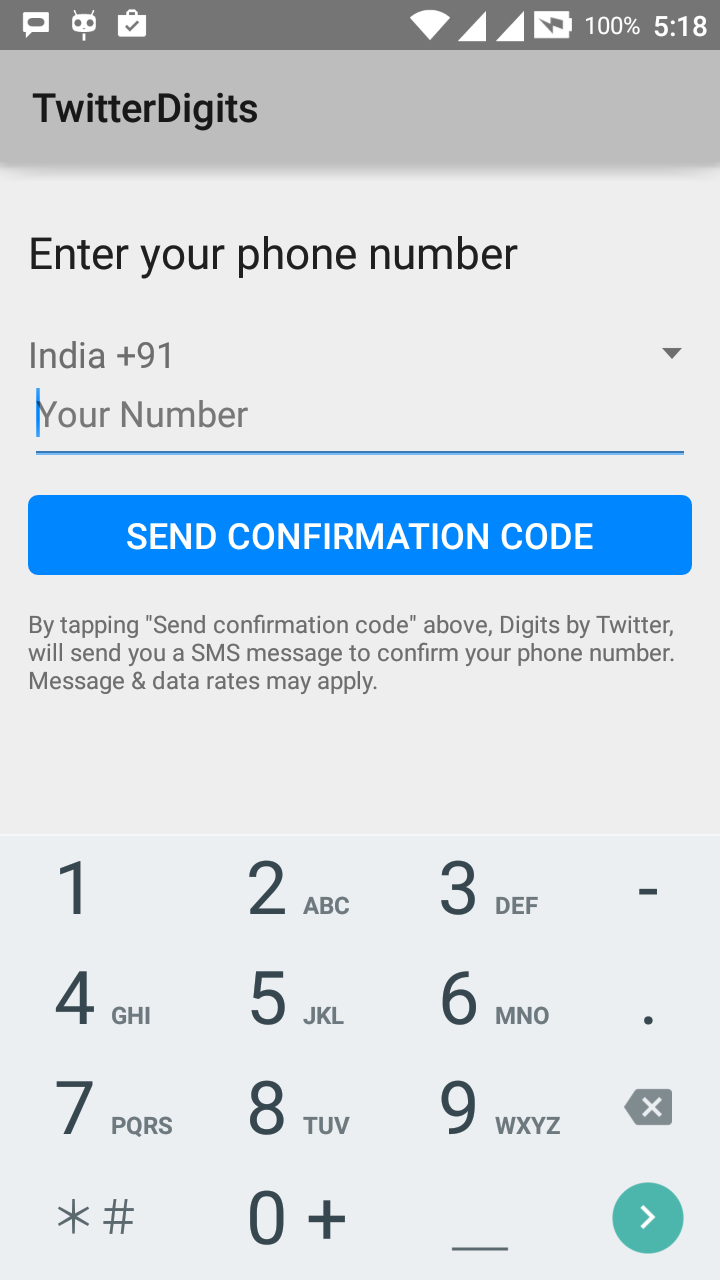 100% 5:18
TwitterDigits
Enter your phone number
India +91
Your Number
SEND CONFIRMATION CODE
By tapping "Send confirmation code" above, Digits by Twitter,
will send you a SMS message to confirm your phone number.
Message & data rates may apply.
1 2 ABC 3 DEF -
4 GHI 5 JKL 6 MNO .
7 PQRS 8 TUV 9 WXYZ
*# 0 + _